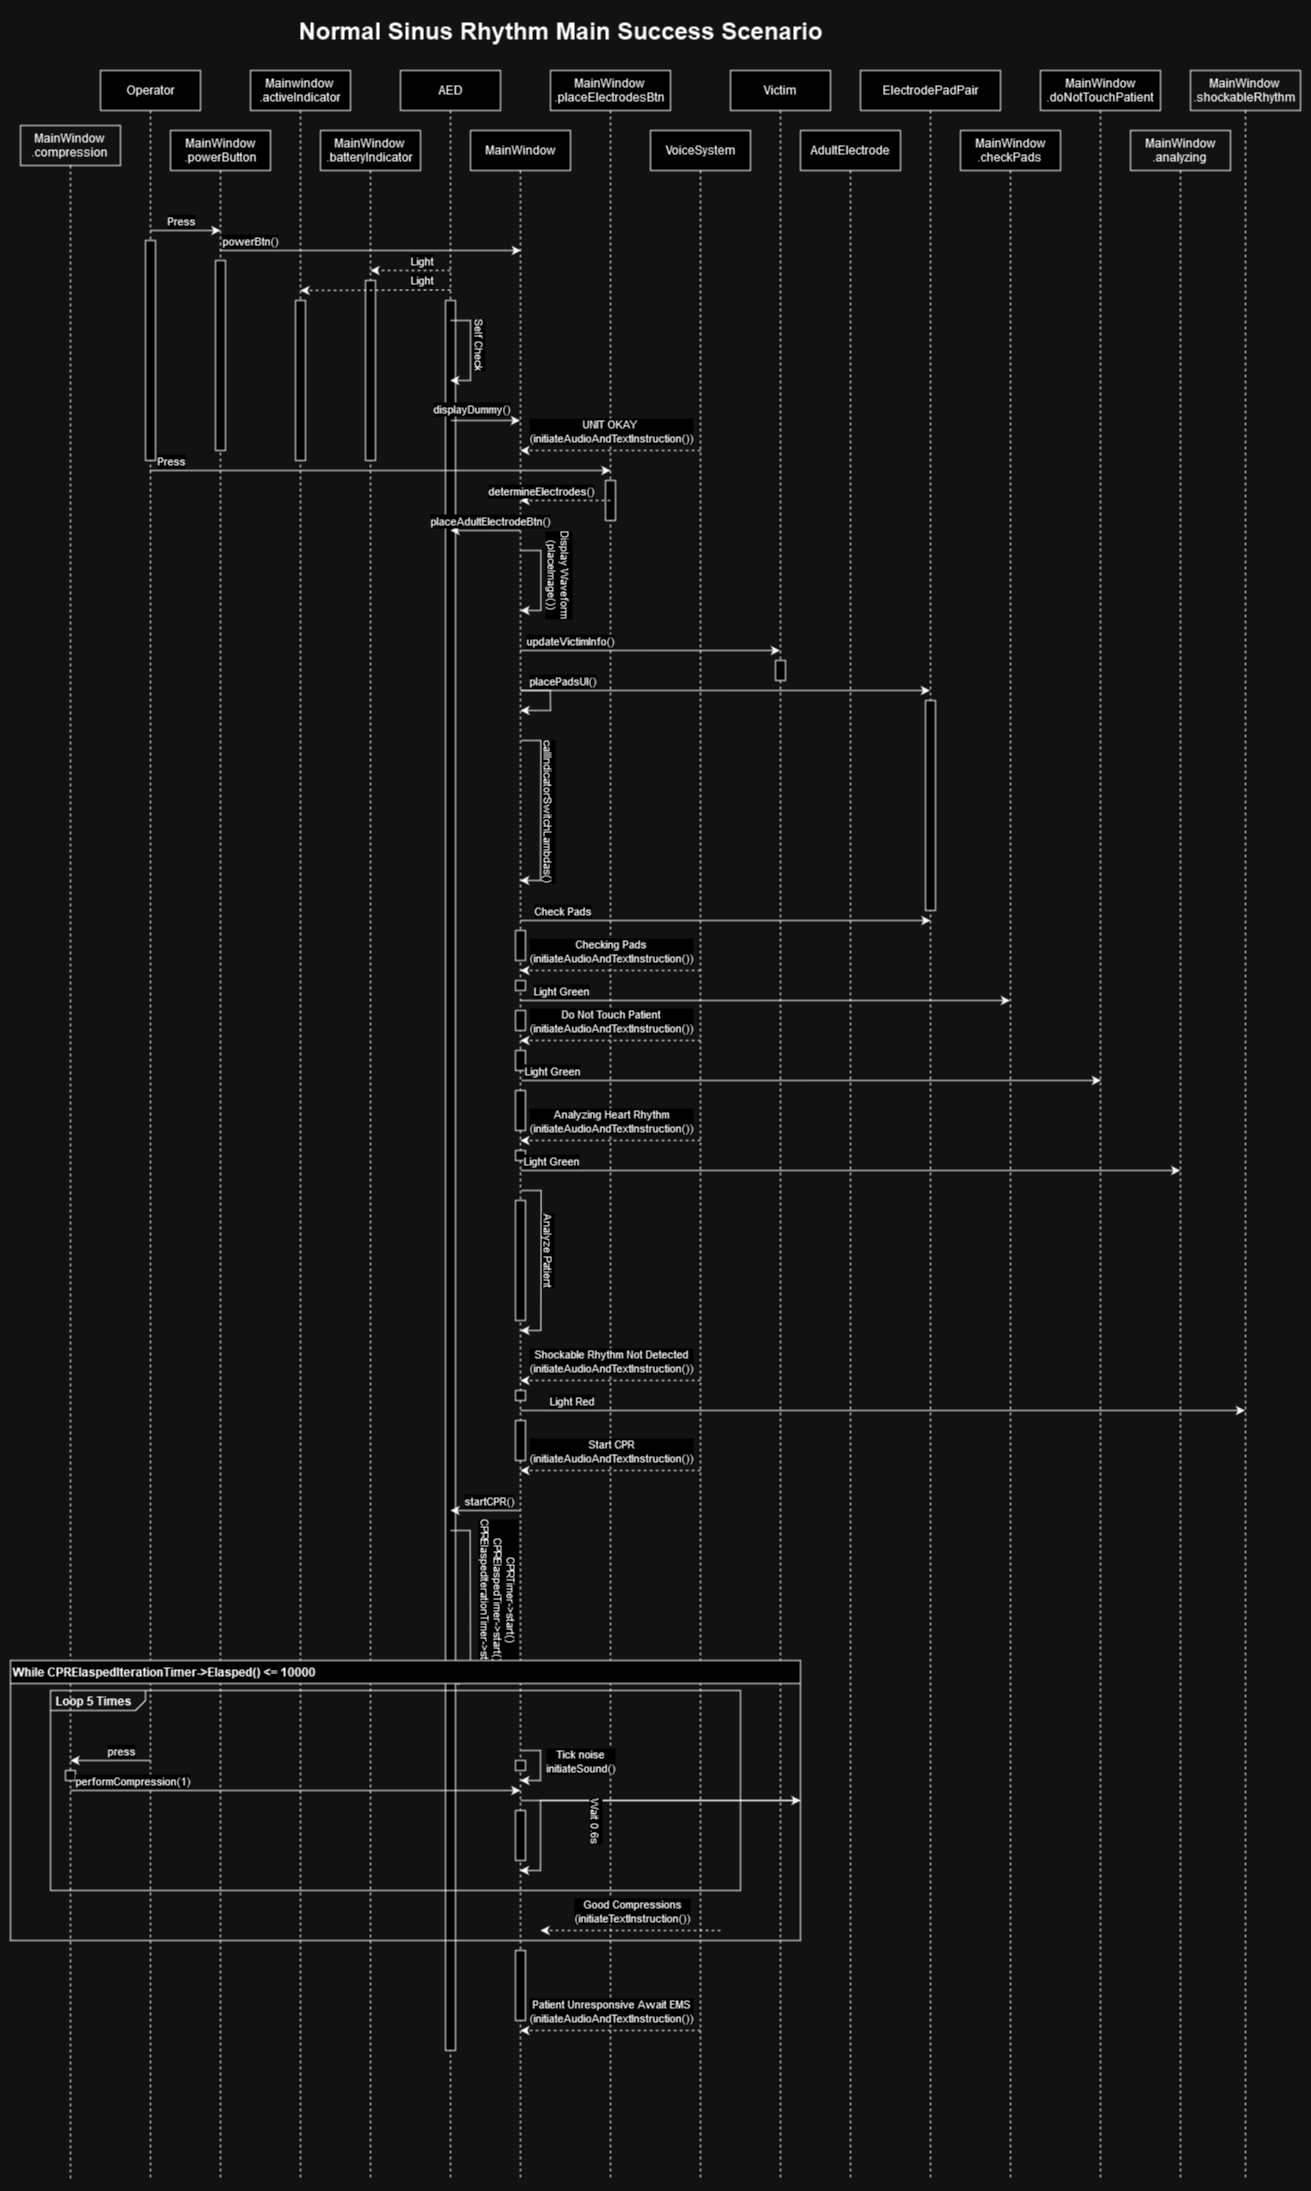 Normal Sinus Rhythm Main Success Scenario
Operator
Mainwindow
.activeIndicator
AED
MainWindow
.placeElectrodesBtn
Victim
ElectrodePadPair
MainWindow
.doNotTouchPatient
MainWindow
.shockableRhythm
MainWindow
.compression
MainWindow
.powerButton
MainWindow
.batteryIndicator
MainWindow
VoiceSystem
AdultElectrode
MainWindow
.checkPads
MainWindow
.analyzing
Press
powerBtn()
Light
Light
Self Check
displayDummy()
UNIT OKAY
(initiateAudioAndTextInstruction())
Press
determineElectrodes()
placeAdultElectrodeBtn()
Display Waveform
(placeImage())
updateVictimInfo()
placePadsUI()
callIndicatorSwitchLambdas()
Check Pads
Checking Pads
(initiateAudioAndTextInstruction())
Light Green
Do Not Touch Patient
(initiateAudioAndTextInstruction())
Light Green
Analyzing Heart Rhythm
(initiateAudioAndTextInstruction())
Light Green
Analyze Patient
Shockable Rhythm Not Detected
(initiateAudioAndTextInstruction())
Light Red
Start CPR
(initiateAudioAndTextInstruction())
startCPR()
CPRTimer->start()
CPRElaspedTimer->start()
CPRElaspedIterationTimer->st
While CPRElaspedIterationTimer->Elasped() <= 10000
Loop 5 Times
press
Tick noise
initiateSound()
performCompression(1)
Wait 0.6s
Good Compressions
(initiateTextInstruction())
Patient Unresponsive Await EMS
(initiateAudioAndTextInstruction())